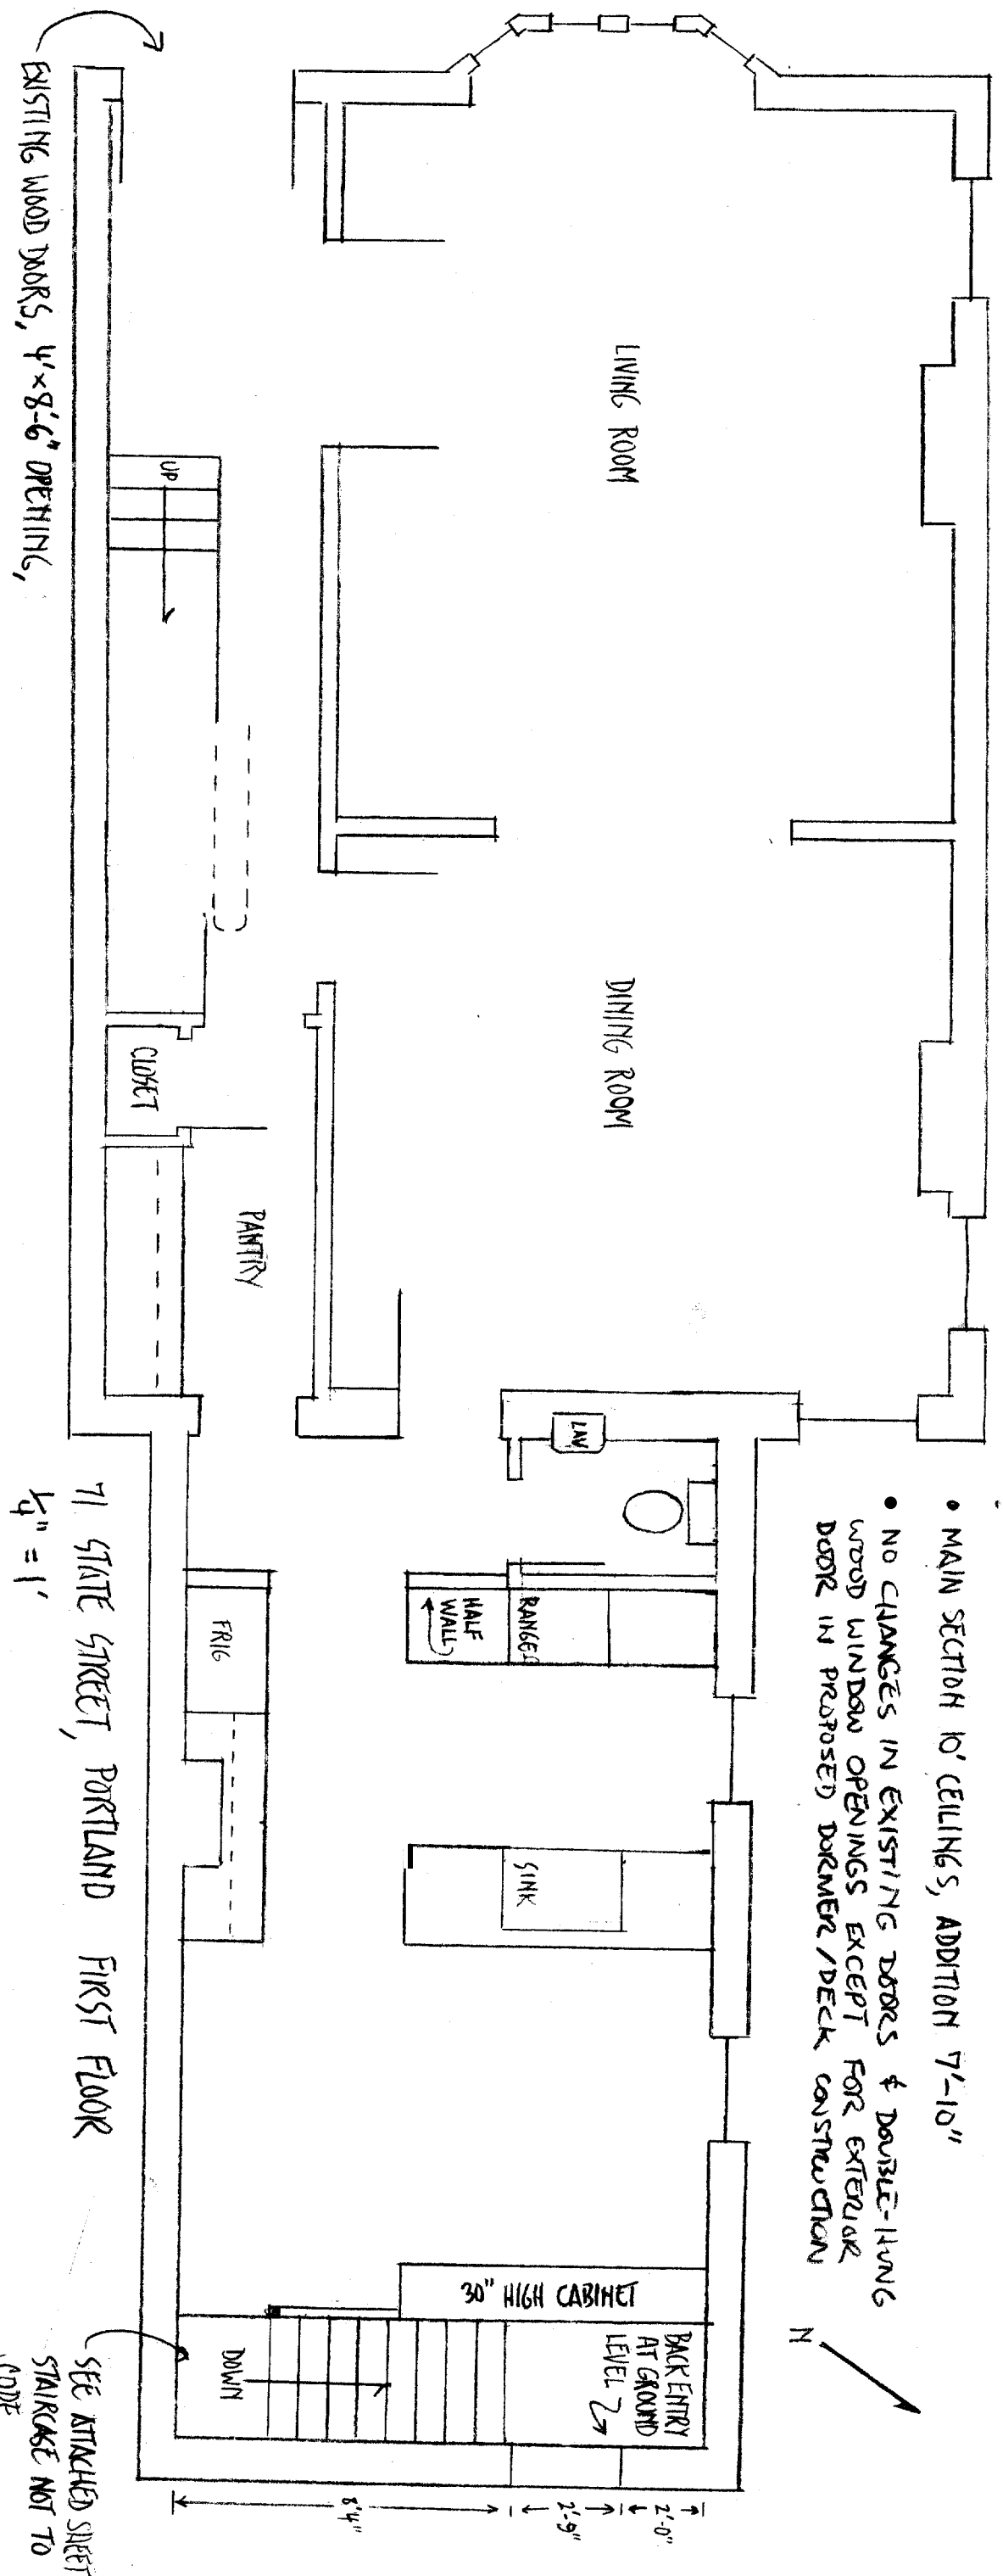 • MAIN SECTION 10' CEILINGS, ADDITION 7'-10"
• NO CHANGES IN EXISTING DOORS & DOUBLE-HUNG
WOOD WINDOW OPENINGS EXCEPT FOR EXTERIOR
DOOR IN PROPOSED DORMER/DECK CONSTRUCTION
N
LIVING ROOM
DINING ROOM
LAV
RANGE
HALF
WALL
SINK
30" HIGH CABINET
BACK ENTRY
AT GROUND
LEVEL
2'-0"
2'-9"
8'4"
UP
CLOSET
PANTRY
FRIG
DOWN
EXISTING WOOD DOORS, 4'x8'-6" OPENING,
71 STATE STREET, PORTLAND FIRST FLOOR
1/4" = 1'
SEE ATTACHED SHEET
STAIRCASE NOT TO
CODE